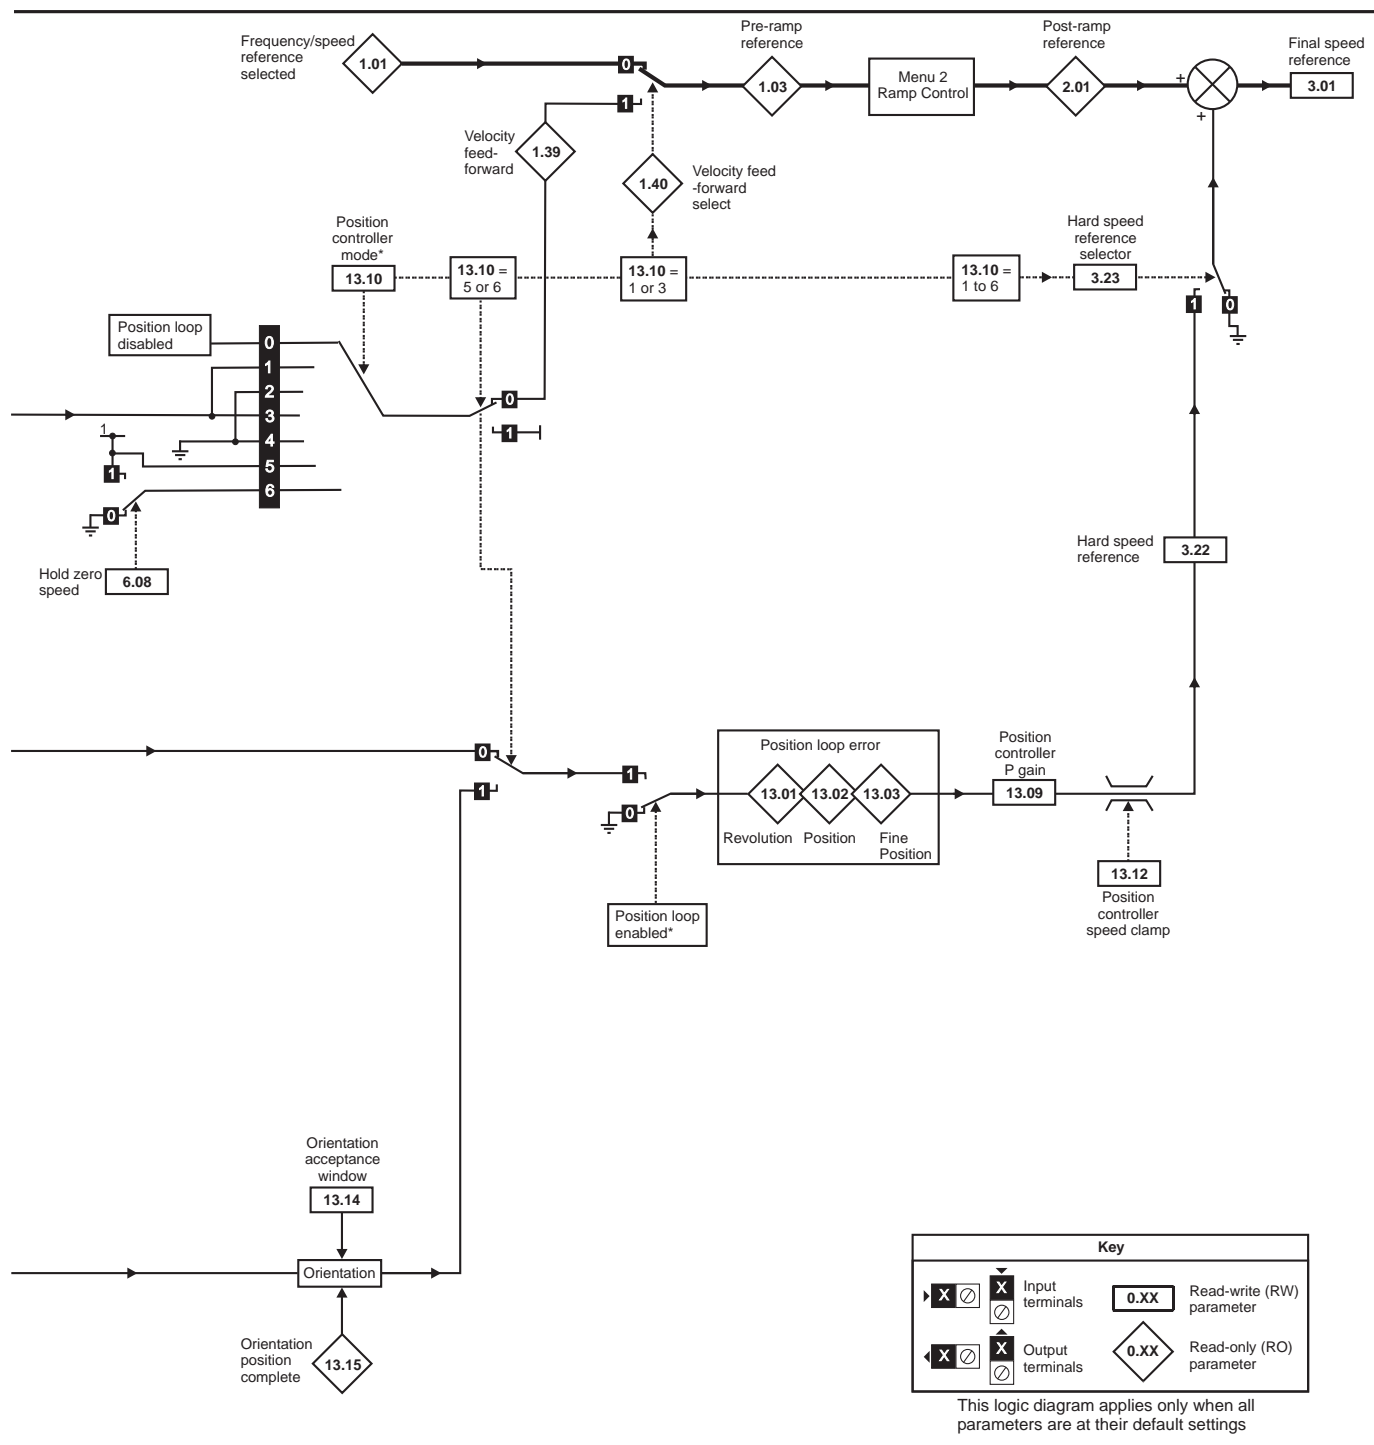 Frequency/speed
reference
selected
1.01
0
1
Pre-ramp
reference
1.03
Menu 2
Ramp Control
Post-ramp
reference
2.01
+
+
Final speed
reference
3.01
Velocity
feed-
forward
1.39
1.40
Velocity feed
-forward
select
Position
controller
mode*
13.10
13.10 =
5 or 6
13.10 =
1 or 3
13.10 =
1 to 6
Hard speed
reference
selector
3.23
1
0
Position loop
disabled
0
1
2
3
4
5
6
0
1
1
1
0
Hold zero
speed
6.08
Hard speed
reference
3.22
0
1
1
0
Position loop
enabled*
Position loop error
13.01
13.02
13.03
Revolution
Position
Fine
Position
Position
controller
P gain
13.09
13.12
Position
controller
speed clamp
Orientation
acceptance
window
13.14
Orientation
Orientation
position
complete
13.15
Key
X
X
Input
terminals
0.XX
Read-write (RW)
parameter
X
X
Output
terminals
0.XX
Read-only (RO)
parameter
This logic diagram applies only when all
parameters are at their default settings